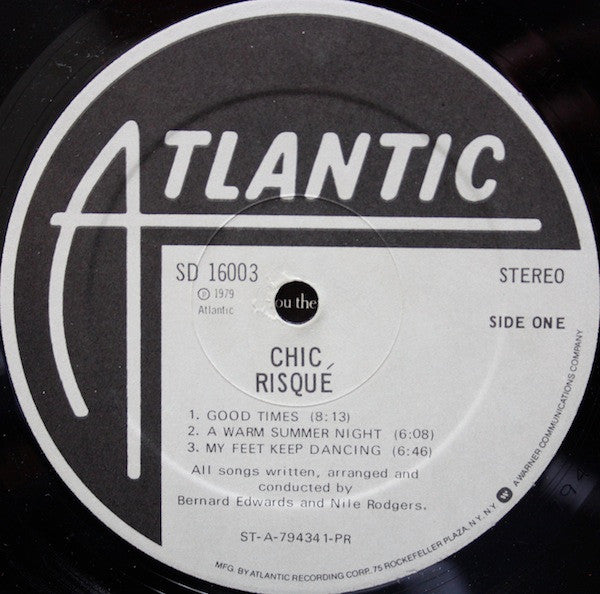 ATLANTIC
SD 16003
℗ 1979
Atlantic
ou the
STEREO
SIDE ONE
CHIC
RISQUÉ
1. GOOD TIMES (8:13)
2. A WARM SUMMER NIGHT (6:08)
3. MY FEET KEEP DANCING (6:46)
All songs written, arranged and
conducted by
Bernard Edwards and Nile Rodgers.
ST-A-794341-PR
MFG. BY ATLANTIC RECORDING CORP. 75 ROCKEFELLER PLAZA, N.Y. N.Y. A WARNER COMMUNICATIONS COMPANY